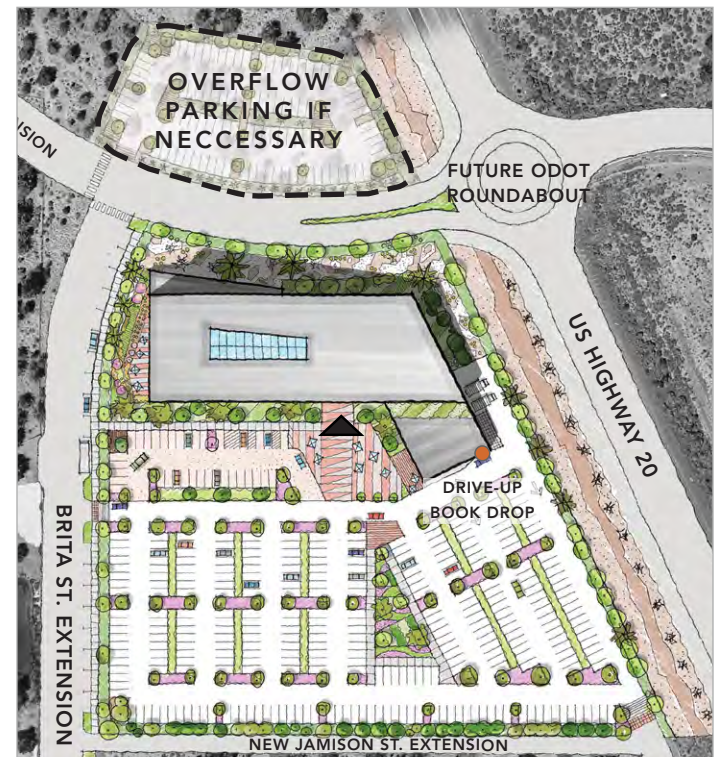 OVERFLOW
PARKING IF
NECCESSARY
SION
FUTURE ODOT
ROUNDABOUT
US HIGHWAY 20
DRIVE-UP
BOOK DROP
BRITA ST. EXTENSION
NEW JAMISON ST. EXTENSION